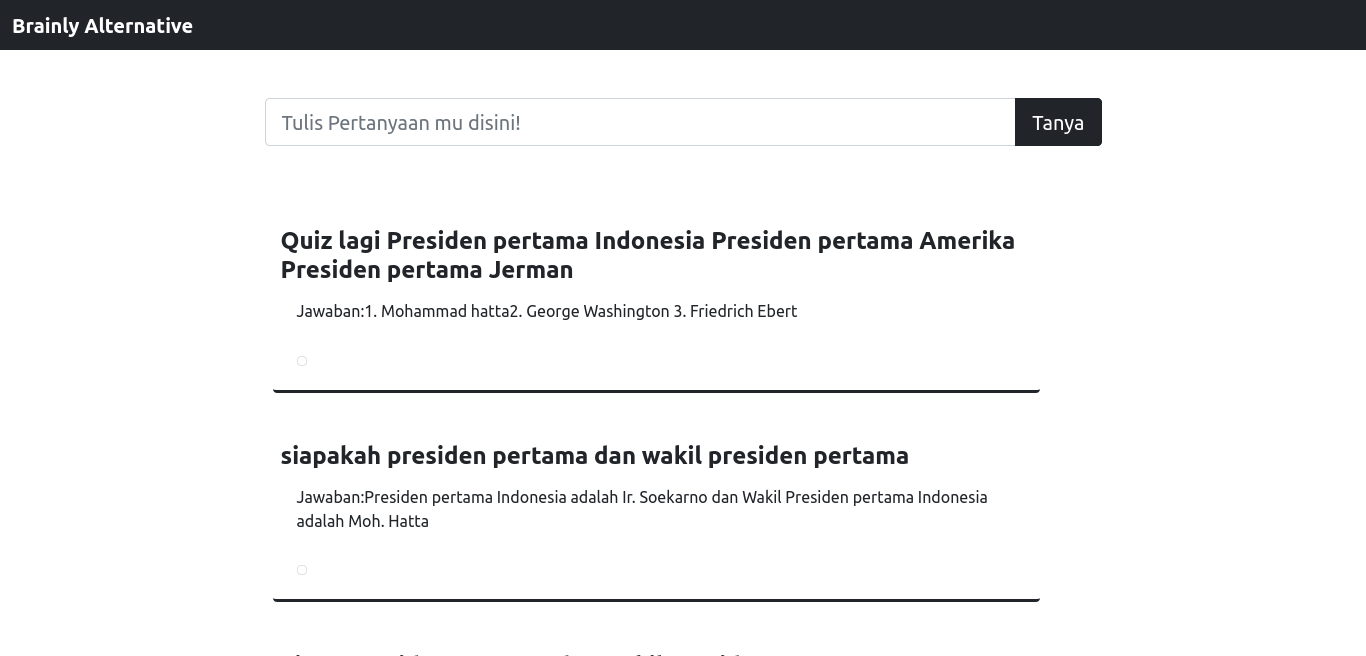 Brainly Alternative
Tulis Pertanyaan mu disini!
Tanya
Quiz lagi Presiden pertama Indonesia Presiden pertama Amerika
Presiden pertama Jerman
Jawaban:1. Mohammad hatta2. George Washington 3. Friedrich Ebert
siapakah presiden pertama dan wakil presiden pertama
Jawaban:Presiden pertama Indonesia adalah Ir. Soekarno dan Wakil Presiden pertama Indonesia
adalah Moh. Hatta